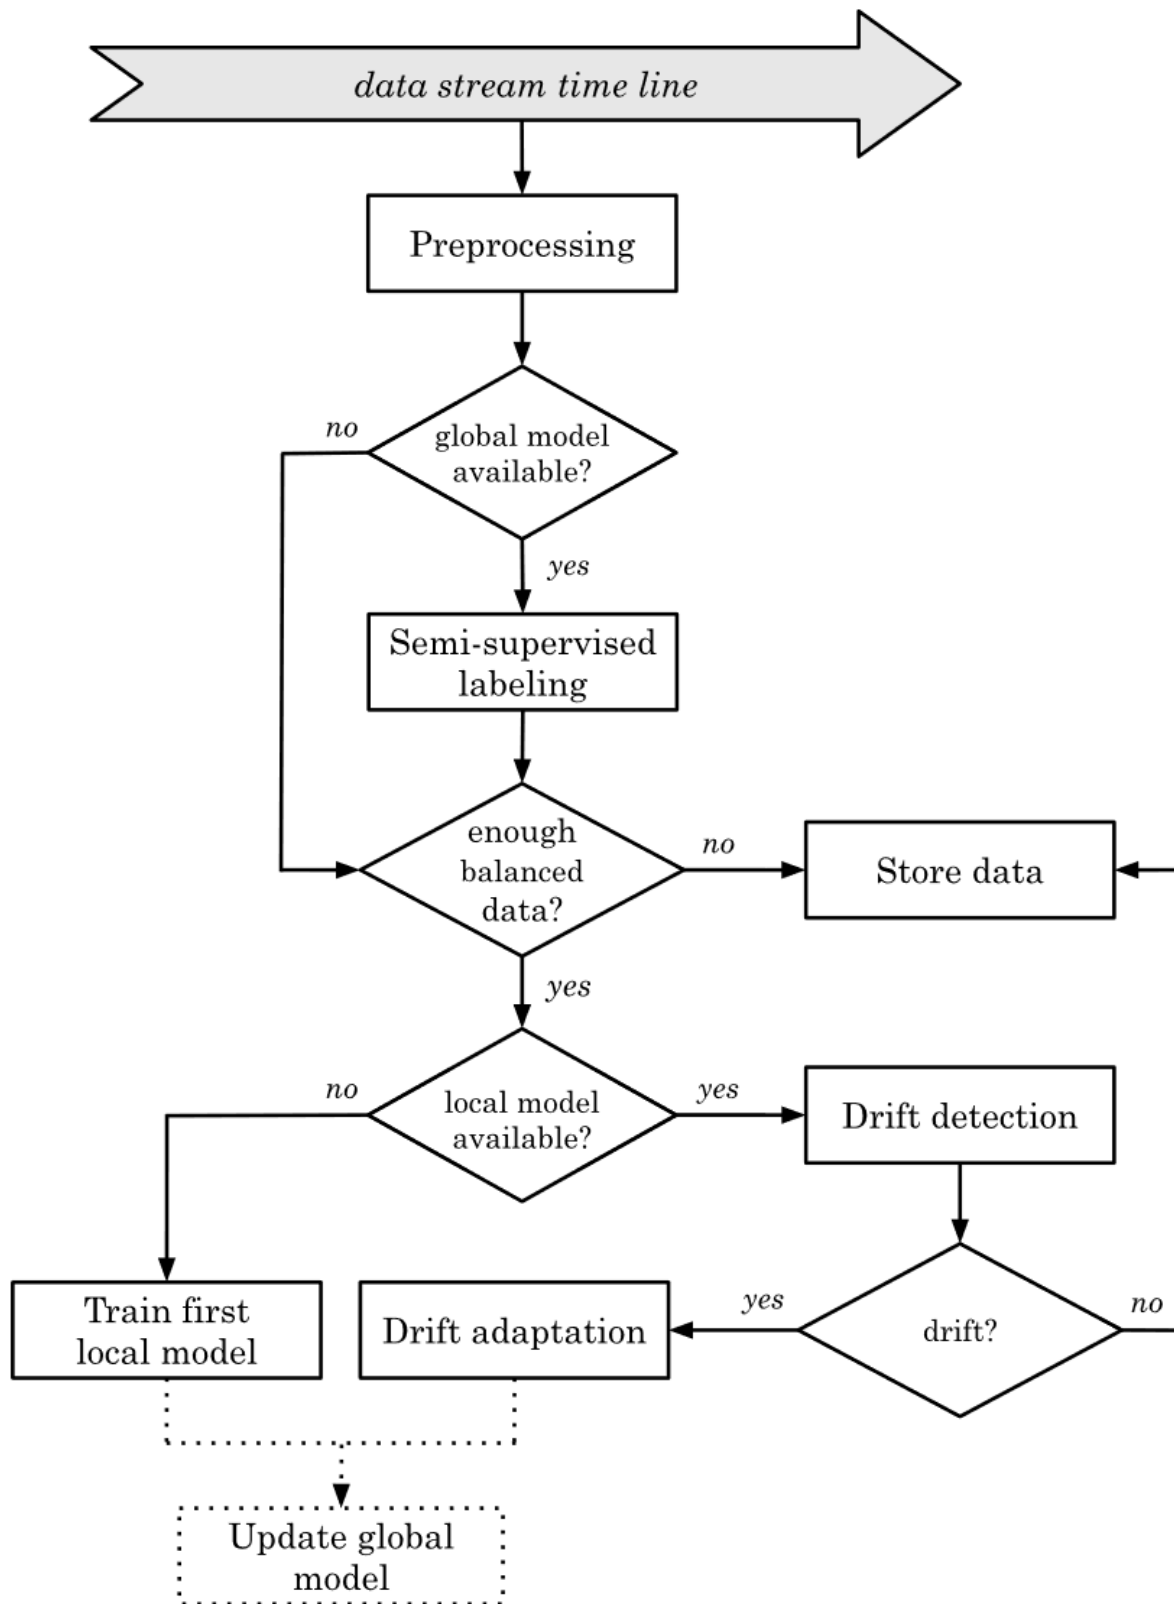 data stream time line
Preprocessing
no
global model
available?
yes
Semi-supervised
labeling
enough
balanced
data?
no
Store data
yes
no
local model
available?
yes
Drift detection
Train first
local model
Drift adaptation
yes
drift?
no
Update global
model